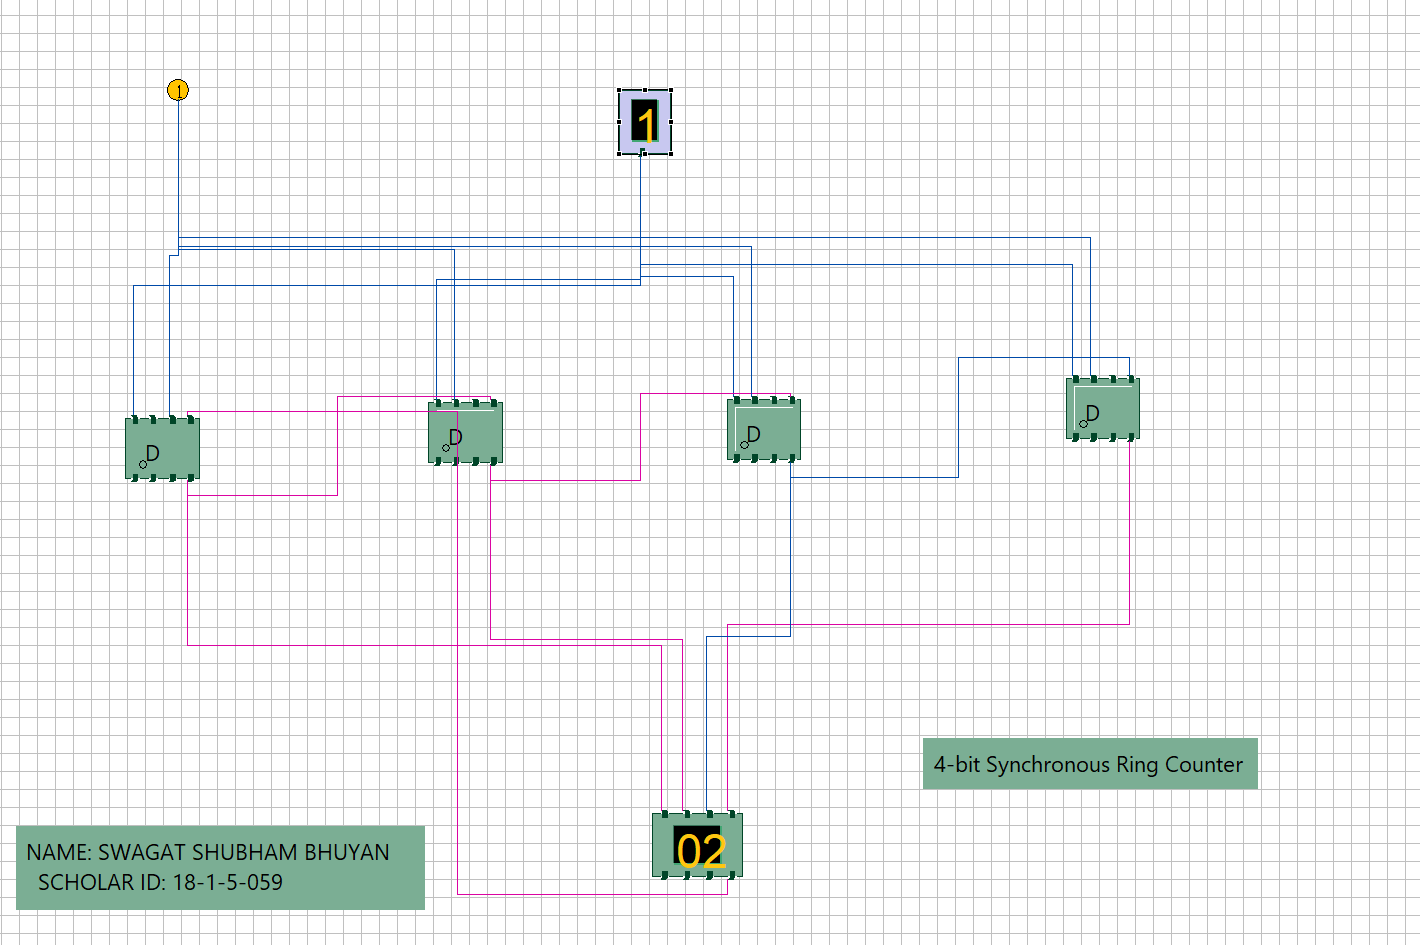 1
1
D
D
D
D
4-bit Synchronous Ring Counter
02
NAME: SWAGAT SHUBHAM BHUYAN
SCHOLAR ID: 18-1-5-059